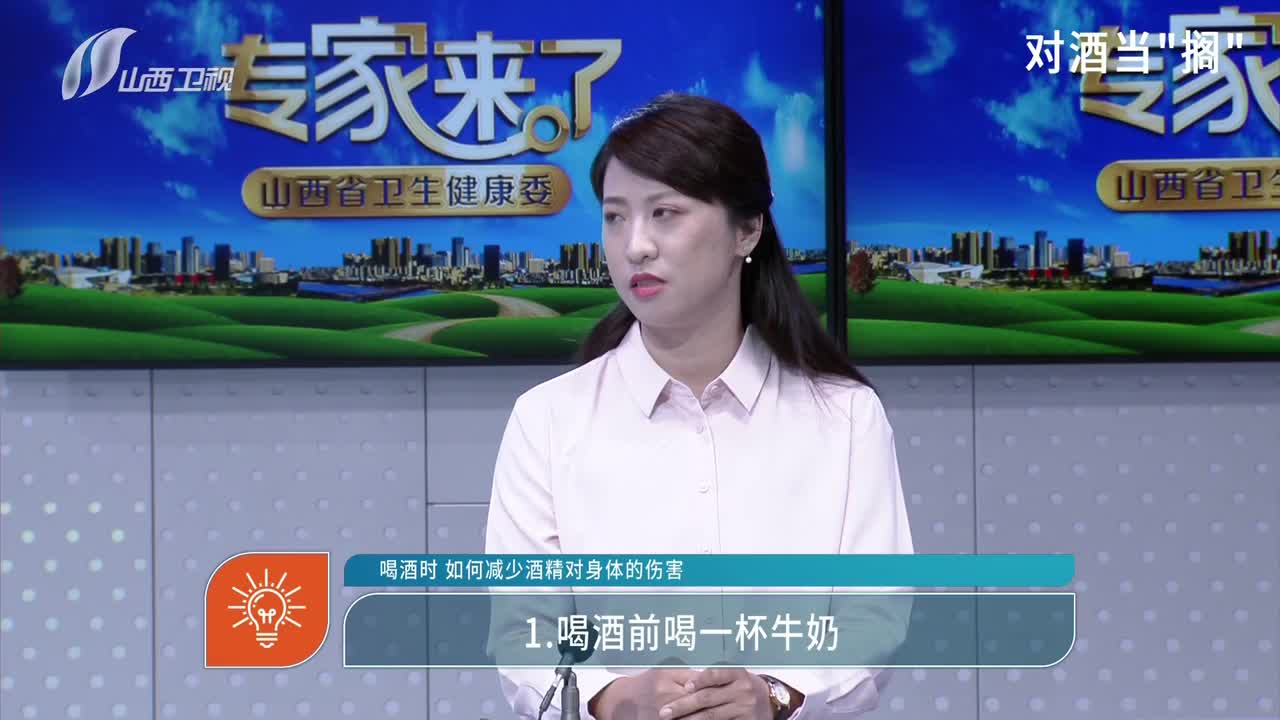 山西卫视
专家来了
山西省卫生健康委
对酒当"搁"
专家
山西省卫生
喝酒时 如何减少酒精对身体的伤害
1.喝酒前喝一杯牛奶